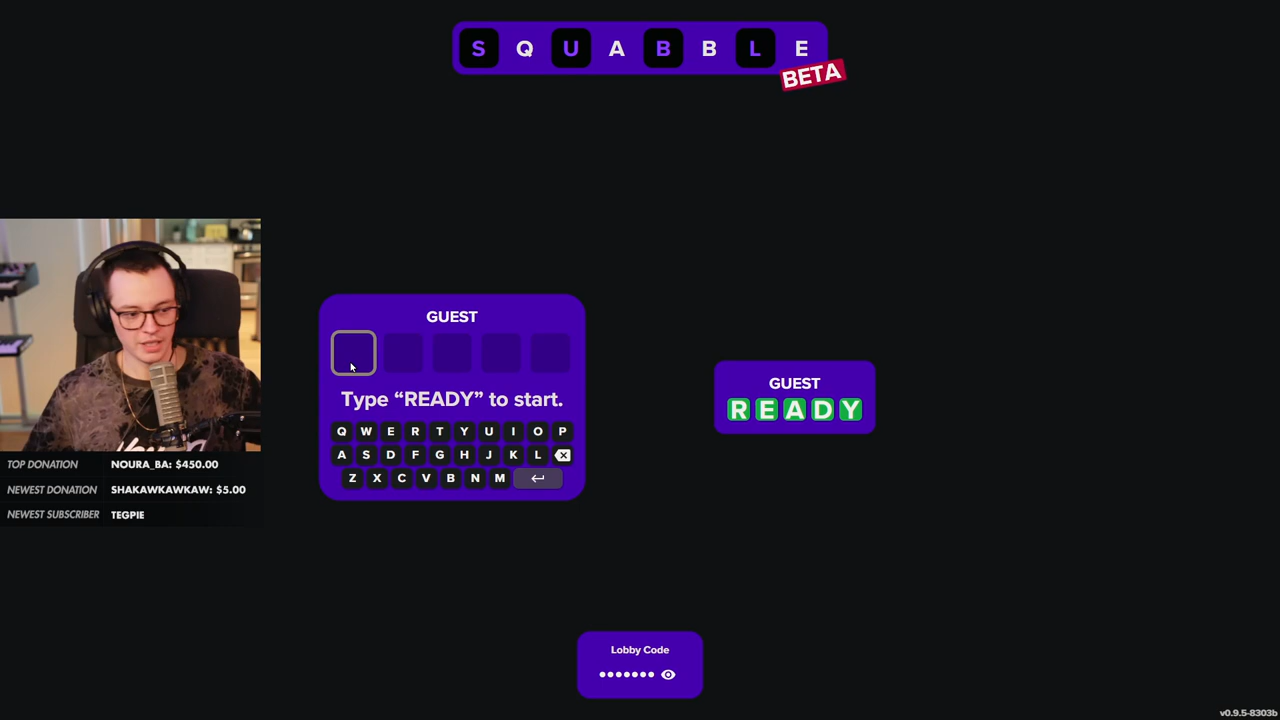 SQUABBLE
BETA
GUEST
Type “READY” to start.
Q W E R T Y U I O P
A S D F G H J K L
Z X C V B N M
GUEST
READY
TOP DONATION NOURA_BA: $450.00
NEWEST DONATION SHAKAWKAWKAW: $5.00
NEWEST SUBSCRIBER TEGPIE
Lobby Code
•••••••
v0.9.5-8303b